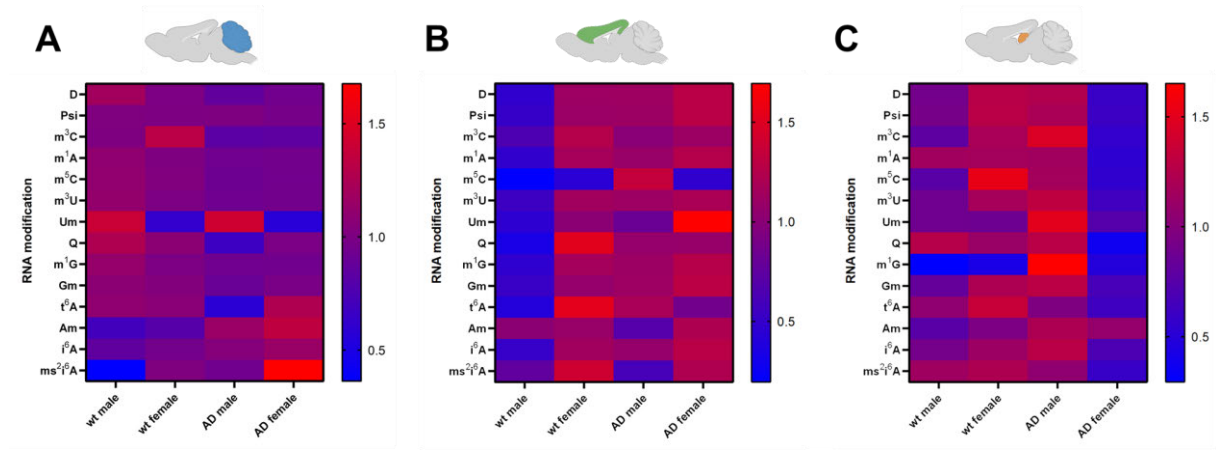 A
RNA modification
D
Psi
m³C
m¹A
m⁵C
m³U
Um
Q
m¹G
Gm
t⁶A
Am
i⁶A
ms²i⁶A
wt male
wt female
AD male
AD female
1.5
1.0
0.5
B
RNA modification
D
Psi
m³C
m¹A
m⁵C
m³U
Um
Q
m¹G
Gm
t⁶A
Am
i⁶A
ms²i⁶A
wt male
wt female
AD male
AD female
1.5
1.0
0.5
C
RNA modification
D
Psi
m³C
m¹A
m⁵C
m³U
Um
Q
m¹G
Gm
t⁶A
Am
i⁶A
ms²i⁶A
wt male
wt female
AD male
AD female
1.5
1.0
0.5